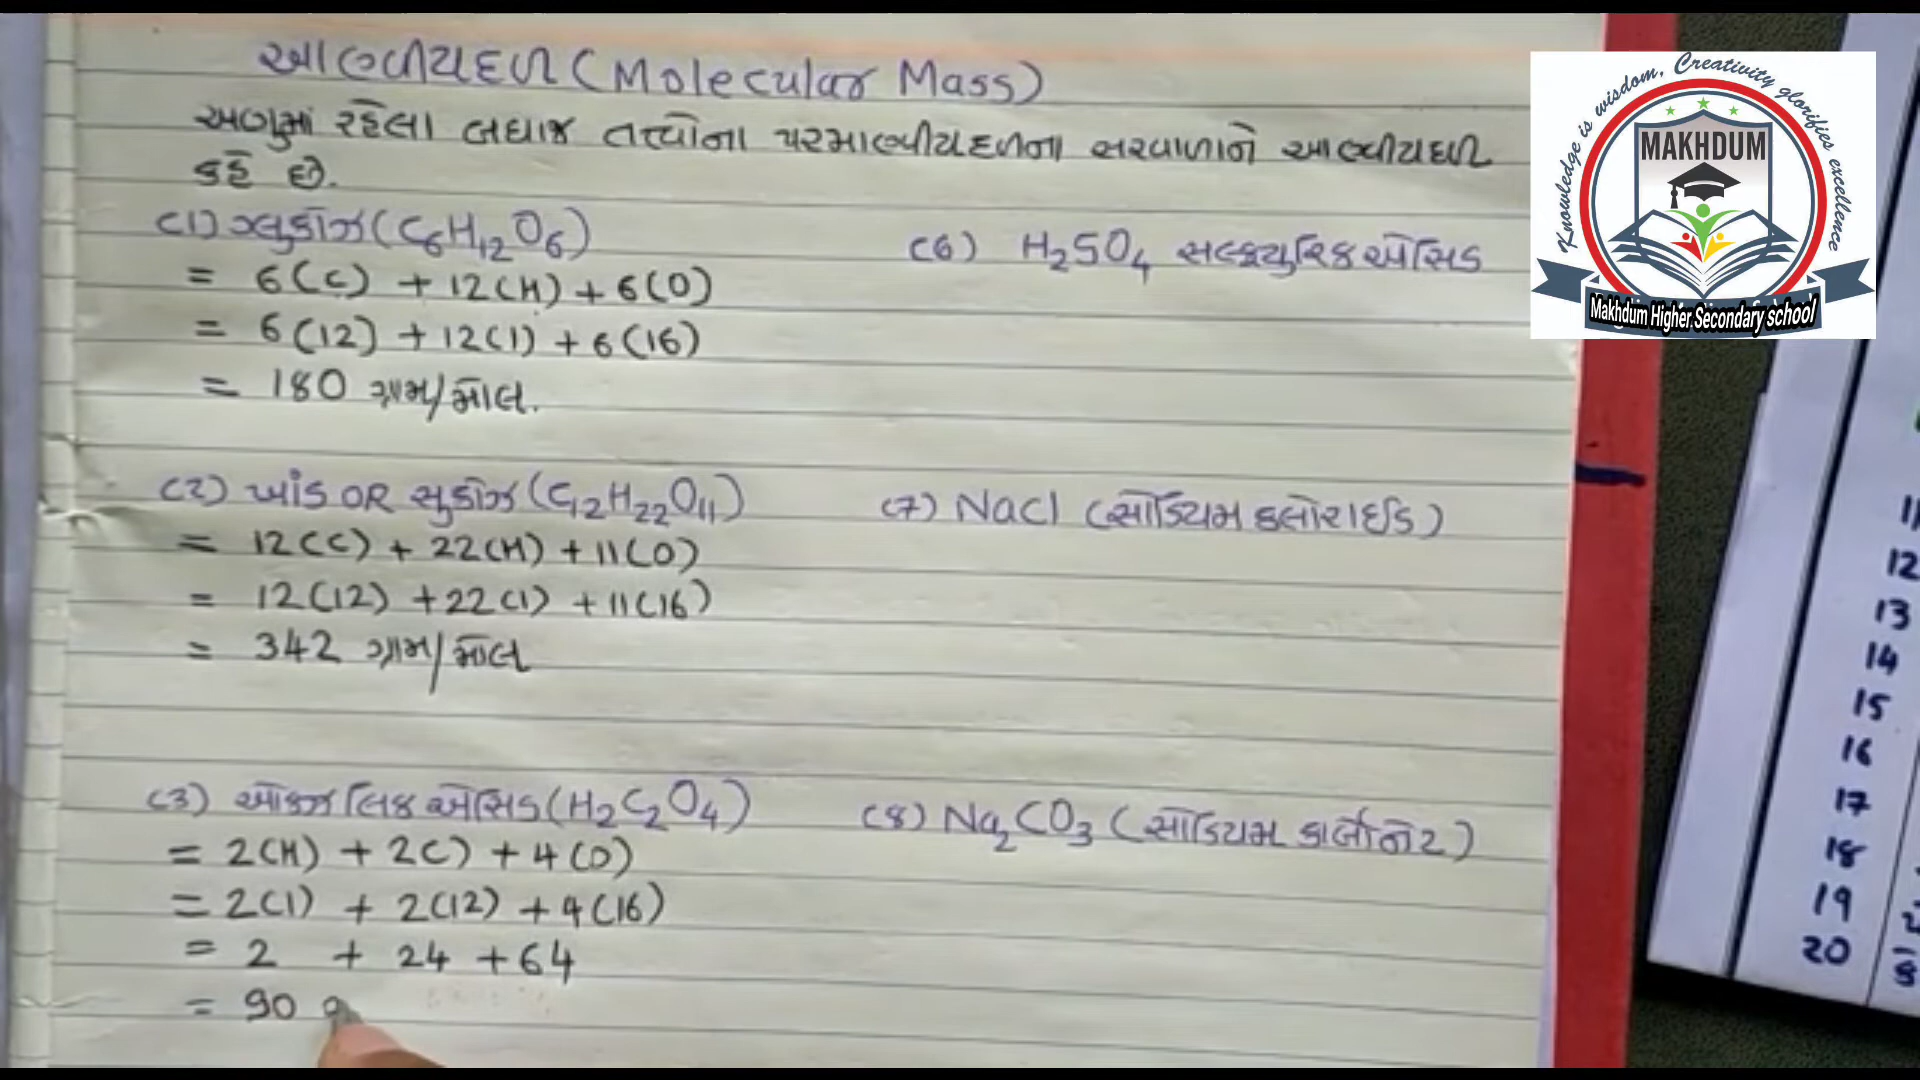 આણ્વીયદળ (Molecular Mass)
અણુમાં રહેલા બધાજ તત્વોના પરમાણ્વીયદળના સરવાળાને આણ્વીયદળ
કહે છે.
(1) ગ્લુકોઝ (C6H12O6)
= 6(C) + 12(H) + 6(O)
= 6(12) + 12(1) + 6(16)
= 180 ગ્રામ/મોલ.
(2) ખાંડ OR સુક્રોઝ (C12H22O11)
= 12(C) + 22(H) + 11(O)
= 12(12) + 22(1) + 11(16)
= 342 ગ્રામ/મોલ
(3) ઓકઝલિક એસિડ (H2C2O4)
= 2(H) + 2C) + 4(O)
= 2(1) + 2(12) + 4(16)
= 2 + 24 + 64
= 90
(6) H2SO4 સલ્ફ્યુરિક એસિડ
(7) NaCl (સોડિયમ ક્લોરાઈડ)
(8) Na2CO3 (સોડિયમ કાર્બોનેટ)
Knowledge is wisdom, Creativity glorifies excellence
MAKHDUM
Makhdum Higher Secondary school
11
12
13
14
15
16
17
18
19
20